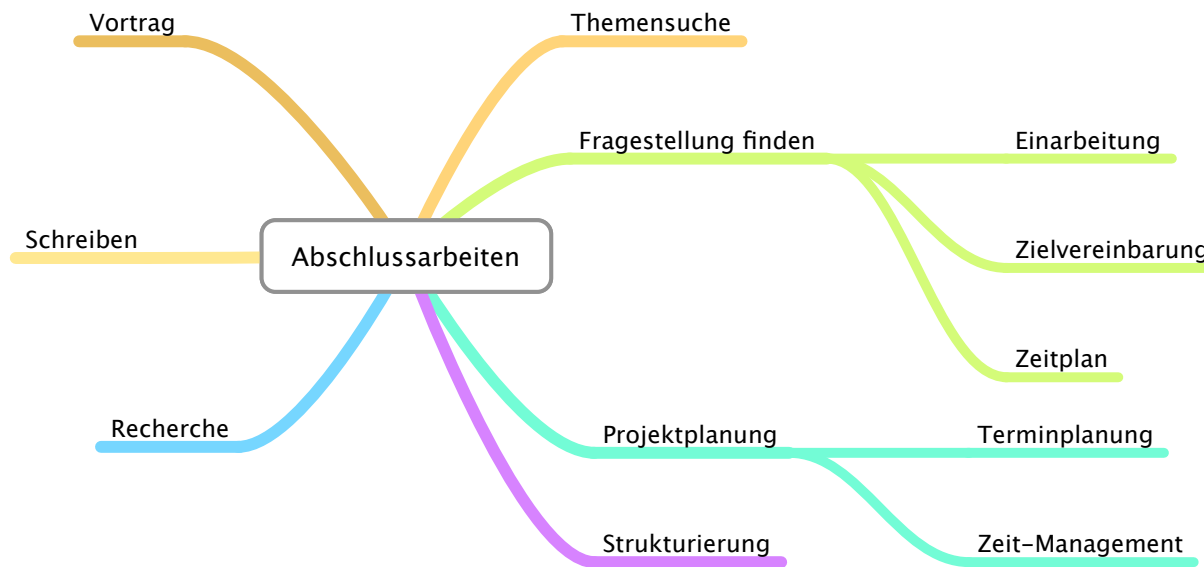 Vortrag
Themensuche
Fragestellung finden
Einarbeitung
Schreiben
Abschlussarbeiten
Zielvereinbarung
Zeitplan
Recherche
Projektplanung
Terminplanung
Strukturierung
Zeit-Management